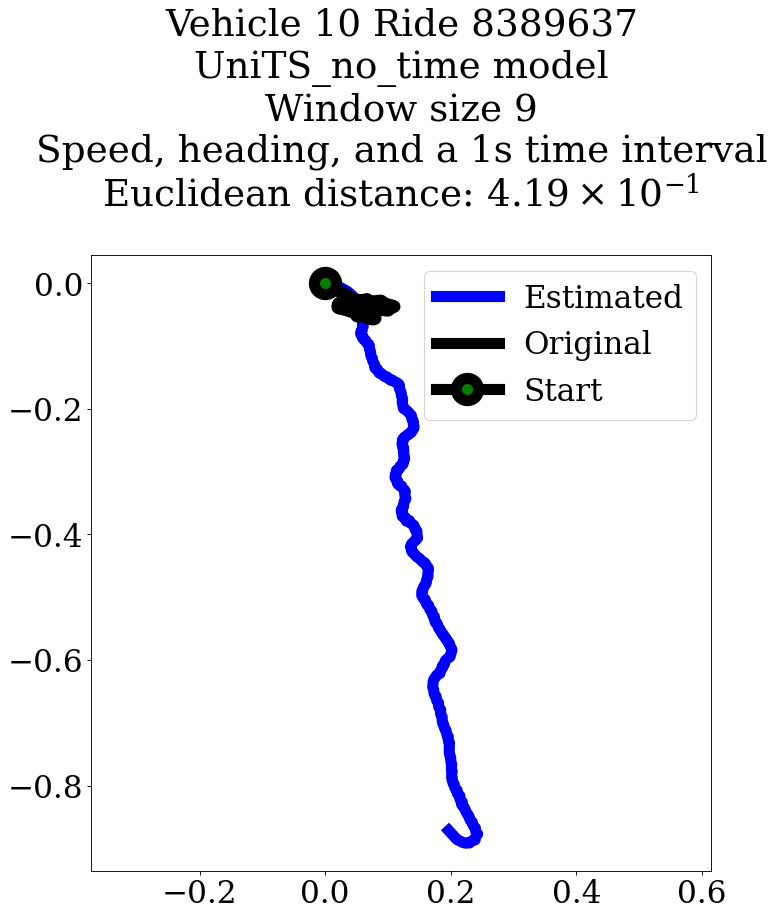 Vehicle 10 Ride 8389637
UniTS_no_time model
Window size 9
Speed, heading, and a 1s time interval
Euclidean distance: 4.19 × 10⁻¹
Estimated
Original
Start
0.0
−0.2
−0.4
−0.6
−0.8
−0.2
0.0
0.2
0.4
0.6